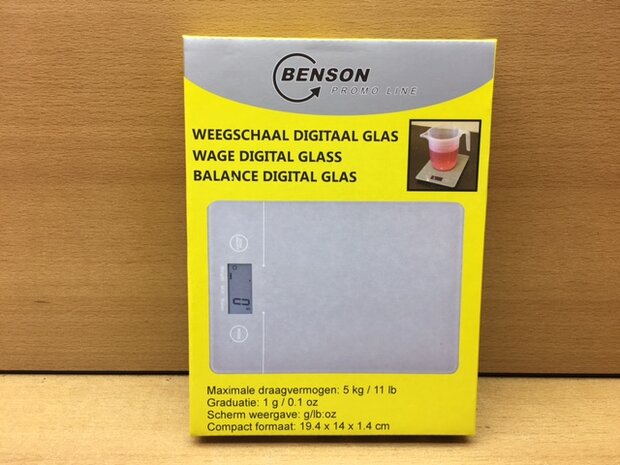 BENSON
PROMO LINE
WEEGSCHAAL DIGITAAL GLAS
WAGE DIGITAL GLASS
BALANCE DIGITAL GLAS
Maximale draagvermogen: 5 kg / 11 lb
Graduatie: 1 g / 0.1 oz
Scherm weergave: g/lb:oz
Compact formaat: 19.4 x 14 x 1.4 cm